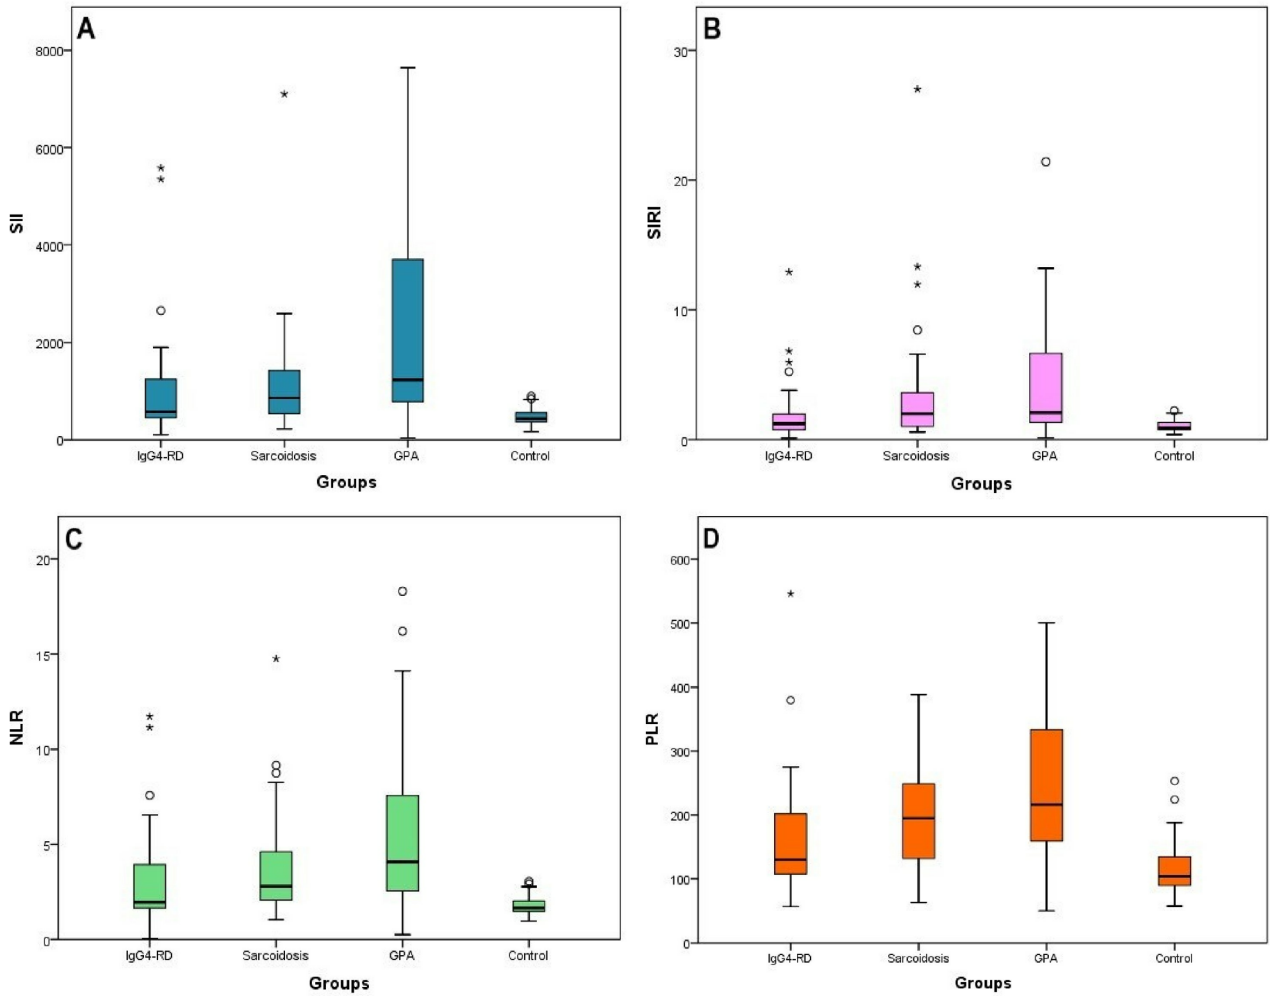 A
8000
6000
4000
2000
0
SII
IgG4-RD Sarcoidosis GPA Control
Groups
B
30
20
10
0
SIRI
IgG4-RD Sarcoidosis GPA Control
Groups
C
20
15
10
5
0
NLR
IgG4-RD Sarcoidosis GPA Control
Groups
D
600
500
400
300
200
100
0
PLR
IgG4-RD Sarcoidosis GPA Control
Groups